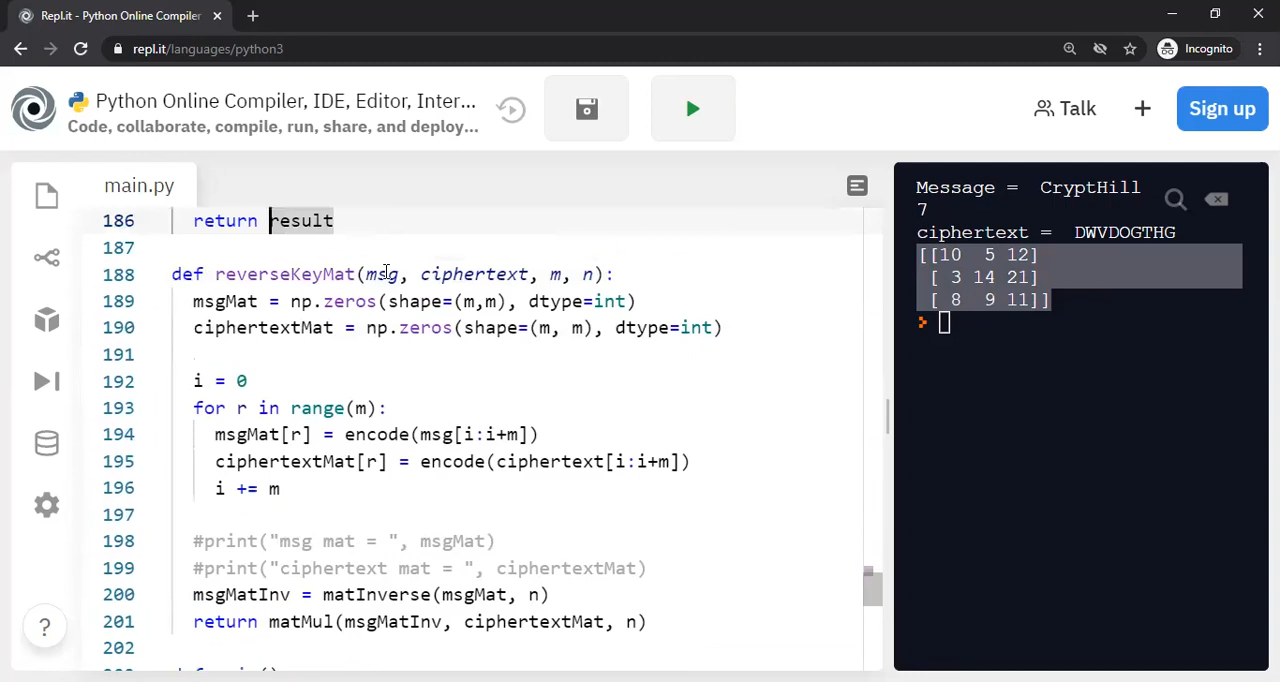 Repl.it - Python Online Compiler
repl.it/languages/python3
Incognito
Python Online Compiler, IDE, Editor, Inter...
Code, collaborate, compile, run, share, and deploy...
Talk
Sign up
main.py
186 return result
187
188 def reverseKeyMat(msg, ciphertext, m, n):
189 msgMat = np.zeros(shape=(m,m), dtype=int)
190 ciphertextMat = np.zeros(shape=(m, m), dtype=int)
191
192 i = 0
193 for r in range(m):
194 msgMat[r] = encode(msg[i:i+m])
195 ciphertextMat[r] = encode(ciphertext[i:i+m])
196 i += m
197
198 #print("msg mat = ", msgMat)
199 #print("ciphertext mat = ", ciphertextMat)
200 msgMatInv = matInverse(msgMat, n)
201 return matMul(msgMatInv, ciphertextMat, n)
202
?
Message = CryptHill
7
ciphertext = DWVDOGTHG
[[10 5 12]
[ 3 14 21]
[ 8 9 11]]